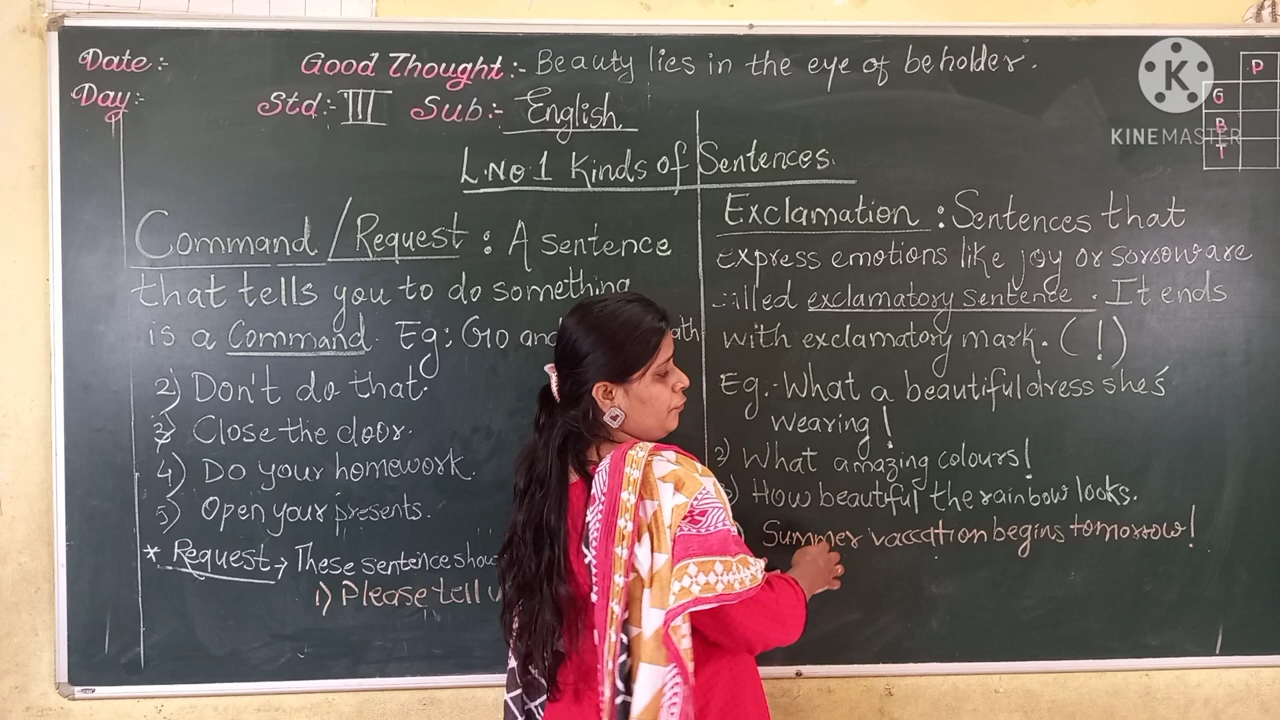 Date:-
Good Thought:- Beauty lies in the eye of beholder.
Day:-
Std:- III Sub:- English
L.No.1 Kinds of Sentences.
Command / Request : A sentence
that tells you to do something
is a Command. Eg: Go and
2) Don't do that.
3) Close the door.
4) Do your homework.
5) Open your presents.
* Request → These sentence
1) Please tell
Exclamation : Sentences that
express emotions like joy or sorrow are
exclamatory sentence. It ends
with exclamatory mark. (!)
Eg:- What a beautiful dress she's
wearing!
2) What amazing colours!
How beautiful the rainbow looks.
Summer vacation begins tomorrow!
P
G
B
T
K
KINEMASTER